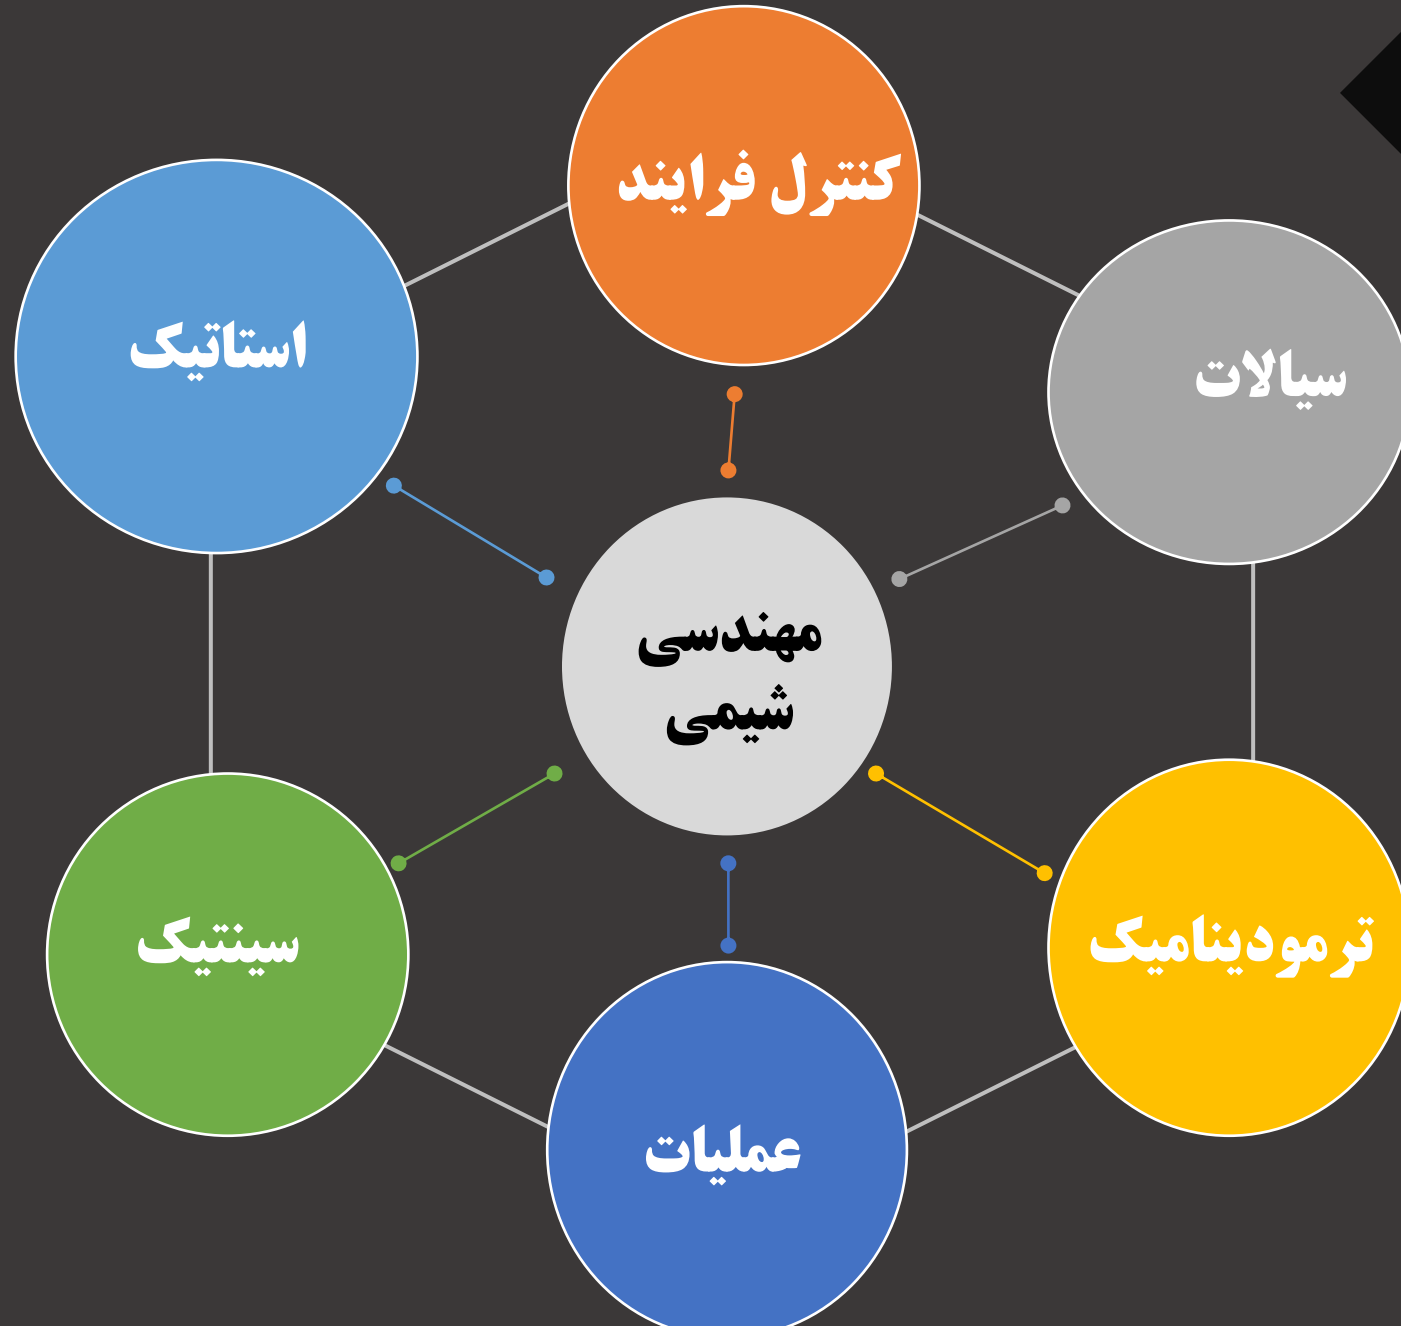 کنترل فرایند
استاتیک
سیالات
مهندسی
شیمی
سینتیک
ترمودینامیک
عملیات